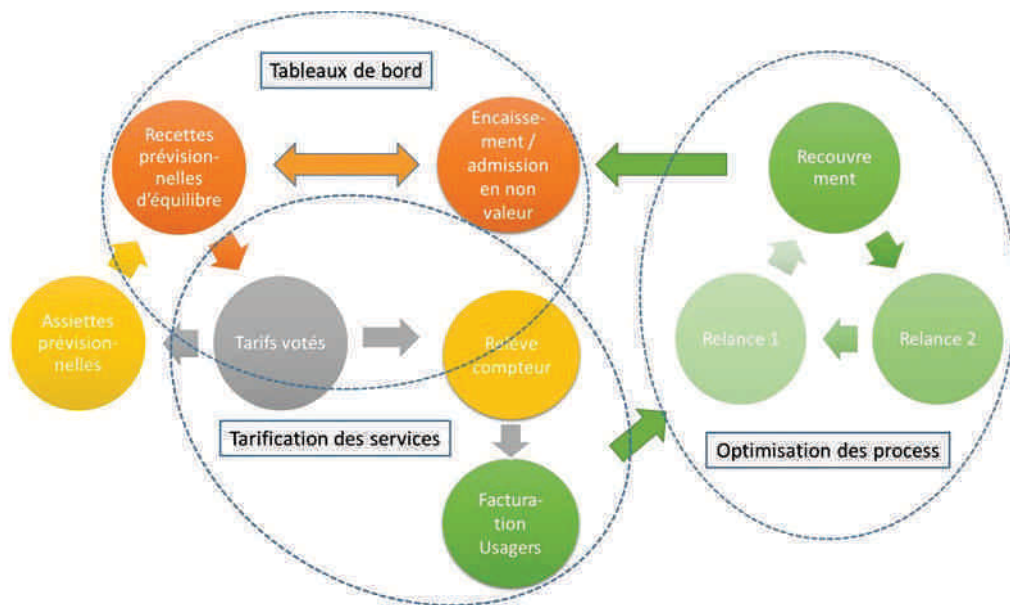 Tableaux de bord
Recettes
prévision-
nelles
d'équilibre
Encaisse-
ment /
admission
en non
valeur
Recouvre
ment
Assiettes
prévision-
nelles
Tarifs votés
Relève
compteur
Relance 1
Relance 2
Tarification des services
Optimisation des process
Factura-
tion
Usagers